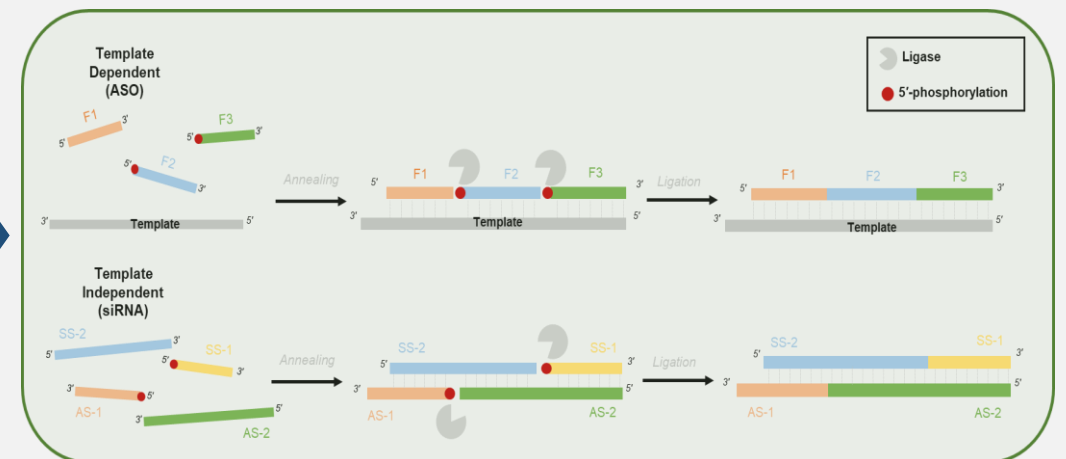 Template
Dependent
(ASO)
Ligase
5'-phosphorylation
F1
5'
3'
F3
5'
3'
F2
5'
3'
3'
Template
5'
Annealing
5'
F1
F2
F3
3'
3'
Template
5'
Ligation
5'
F1
F2
F3
3'
3'
Template
5'
Template
Independent
(siRNA)
SS-2
5'
3'
SS-1
5'
3'
3'
5'
AS-1
3'
5'
AS-2
Annealing
SS-2
SS-1
5'
3'
3'
5'
AS-1
AS-2
Ligation
SS-2
SS-1
5'
3'
3'
5'
AS-1
AS-2